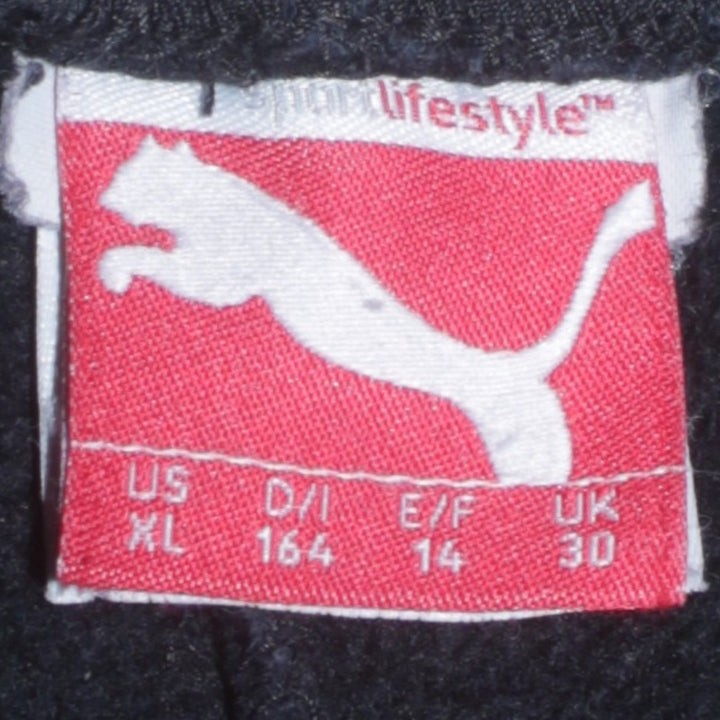 sportlifestyle™
US D/I E/F UK
XL 164 14 30